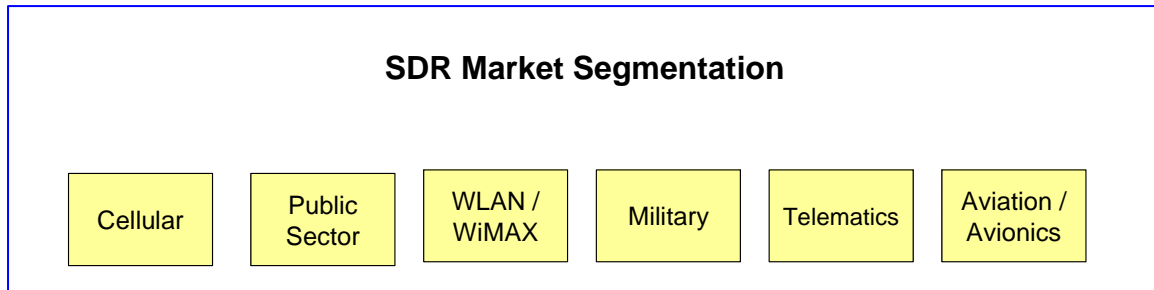 SDR Market Segmentation
Cellular
Public
Sector
WLAN /
WiMAX
Military
Telematics
Aviation /
Avionics